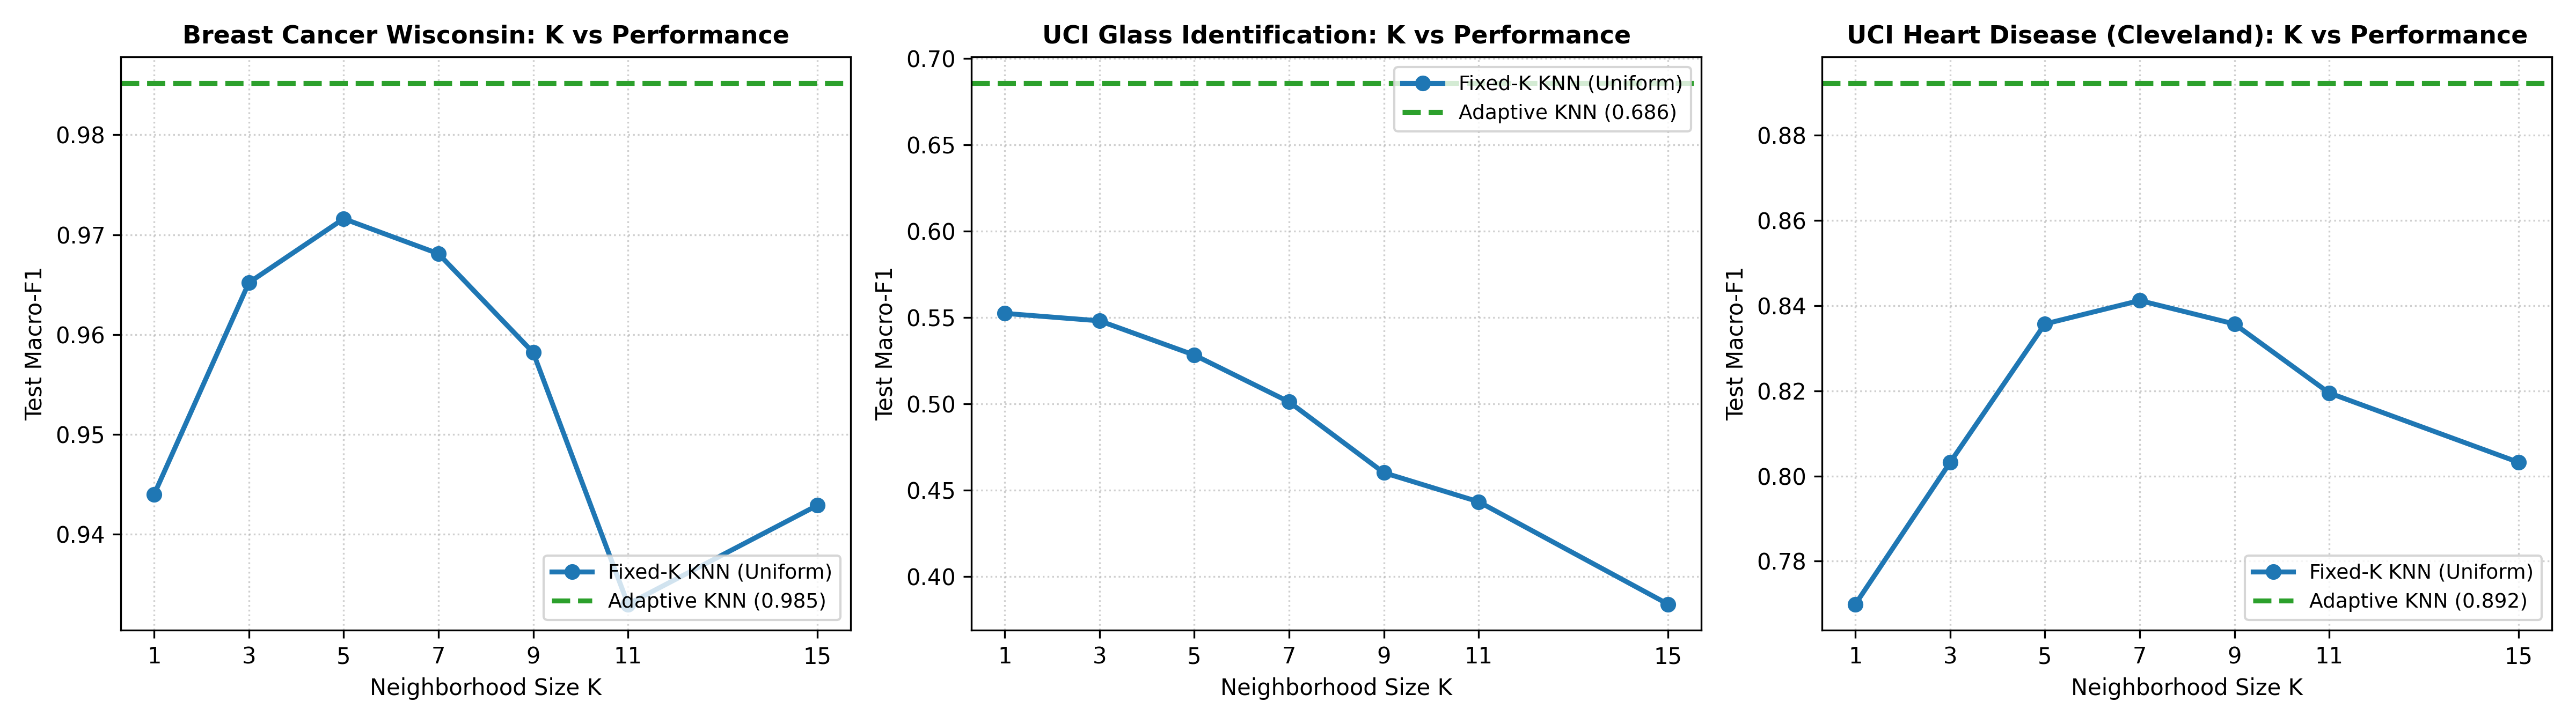 Breast Cancer Wisconsin: K vs Performance
Test Macro-F1
0.98
0.97
0.96
0.95
0.94
Fixed-K KNN (Uniform)
Adaptive KNN (0.985)
1 3 5 7 9 11 15
Neighborhood Size K
UCI Glass Identification: K vs Performance
Test Macro-F1
0.70
0.65
0.60
0.55
0.50
0.45
0.40
Fixed-K KNN (Uniform)
Adaptive KNN (0.686)
1 3 5 7 9 11 15
Neighborhood Size K
UCI Heart Disease (Cleveland): K vs Performance
Test Macro-F1
0.88
0.86
0.84
0.82
0.80
0.78
Fixed-K KNN (Uniform)
Adaptive KNN (0.892)
1 3 5 7 9 11 15
Neighborhood Size K